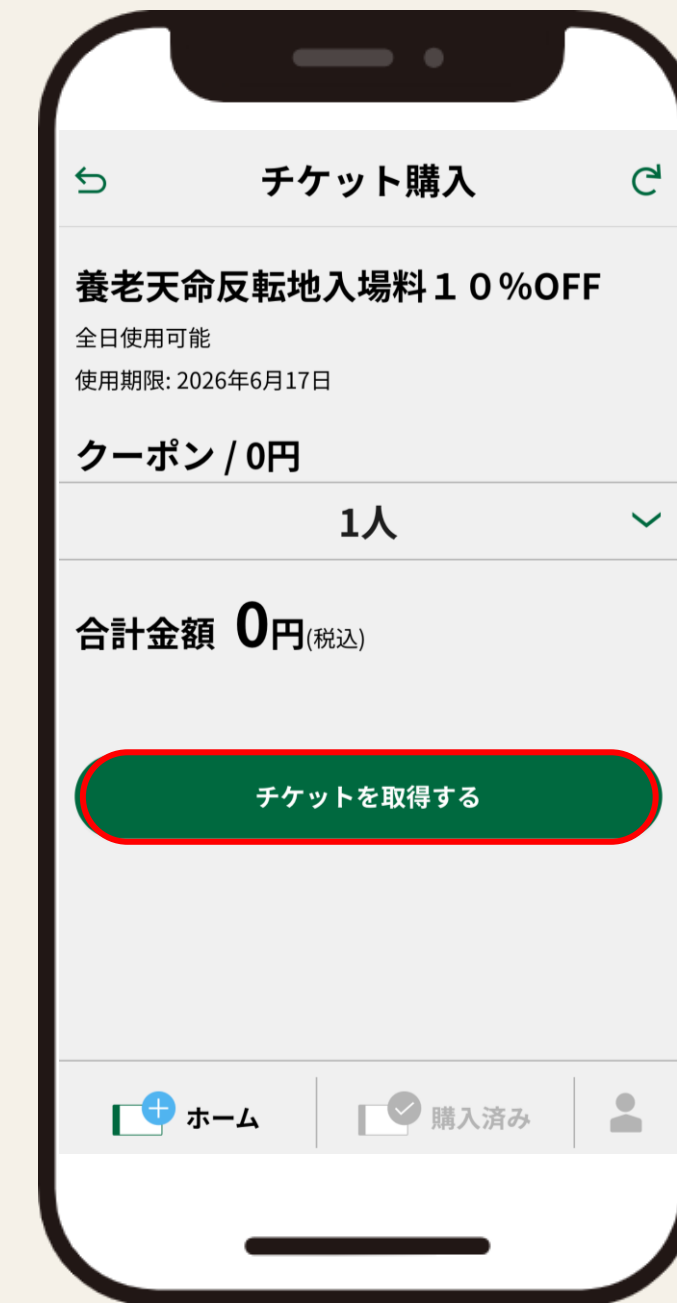 チケット購入
養老天命反転地入場料１０%OFF
全日使用可能
使用期限: 2026年6月17日
クーポン / 0円
1人
合計金額 0円(税込)
チケットを取得する
ホーム 購入済み